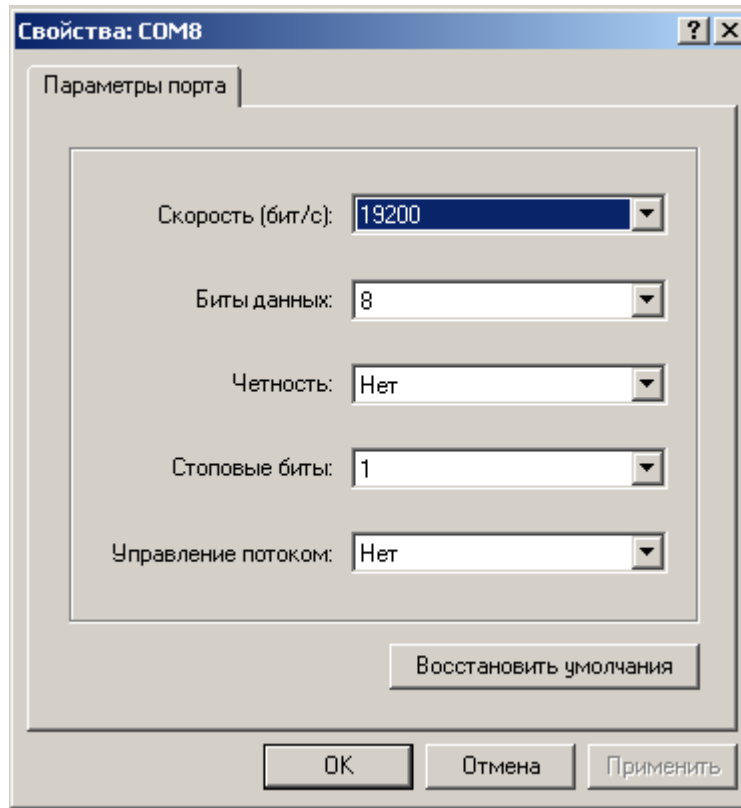 Свойства: COM8
Параметры порта
Скорость (бит/с): 19200
Биты данных: 8
Четность: Нет
Стоповые биты: 1
Управление потоком: Нет
Восстановить умолчания
OK Отмена Применить